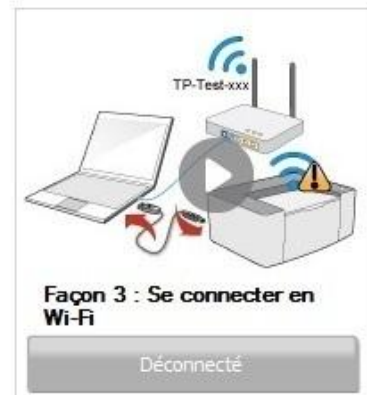 TP-Test-xxx
Façon 3 : Se connecter en
Wi-Fi
Déconnecté